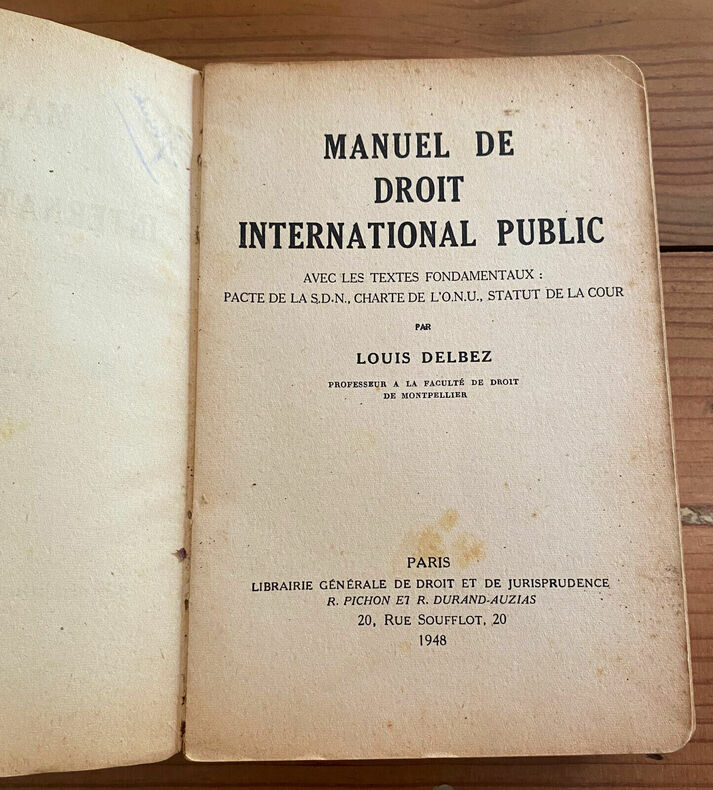 MANUEL DE
DROIT
INTERNATIONAL PUBLIC
AVEC LES TEXTES FONDAMENTAUX :
PACTE DE LA S.D.N., CHARTE DE L'O.N.U., STATUT DE LA COUR
PAR
LOUIS DELBEZ
PROFESSEUR A LA FACULTÉ DE DROIT
DE MONTPELLIER
PARIS
LIBRAIRIE GÉNÉRALE DE DROIT ET DE JURISPRUDENCE
R. PICHON ET R. DURAND-AUZIAS
20, RUE SOUFFLOT, 20
1948